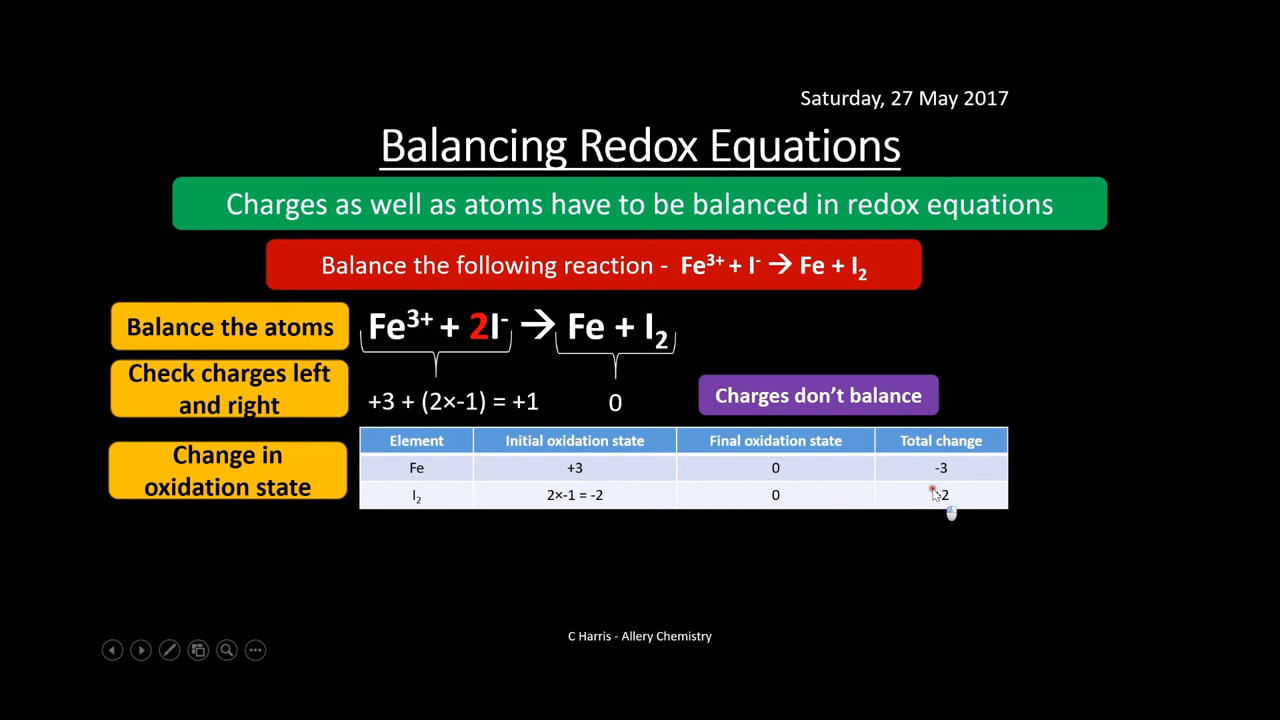 Saturday, 27 May 2017
Balancing Redox Equations
Charges as well as atoms have to be balanced in redox equations
Balance the following reaction - Fe³⁺ + I⁻ → Fe + I₂
Balance the atoms
Fe³⁺ + 2I⁻ → Fe + I₂
Check charges left
and right
+3 + (2×-1) = +1
0
Charges don't balance
Change in
oxidation state
Element Initial oxidation state Final oxidation state Total change
Fe +3 0 -3
I₂ 2×-1 = -2 0 -2
C Harris - Allery Chemistry